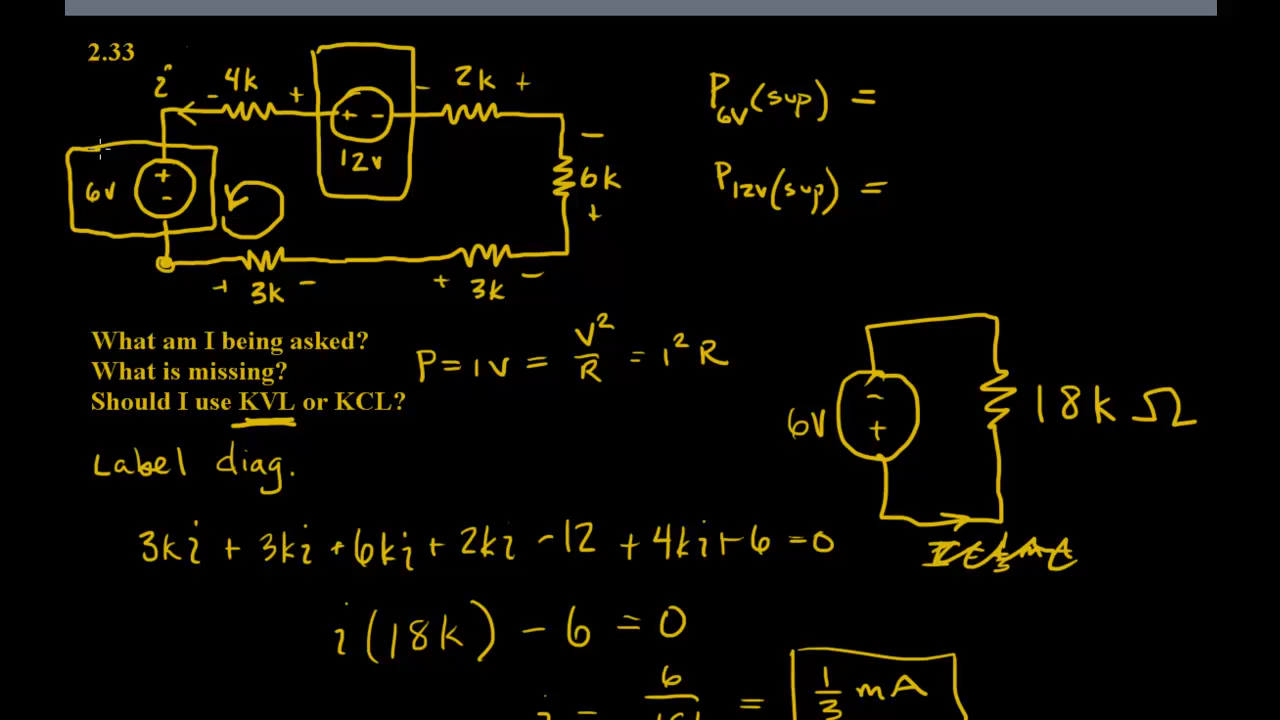 2.33
i
- 4k +
+ -
12v
- 2k +
-
6k
+
6v
+
-
+ 3k -
+ 3k -
P6V(sup) =
P12V(sup) =
What am I being asked?
What is missing?
Should I use KVL or KCL?
P = IV = V²/R = I²R
Label diag.
6V
-
+
18k Ω
3ki + 3ki + 6ki + 2ki - 12 + 4ki + 6 = 0
i(18k) - 6 = 0
i = 6/18k = 1/3 mA